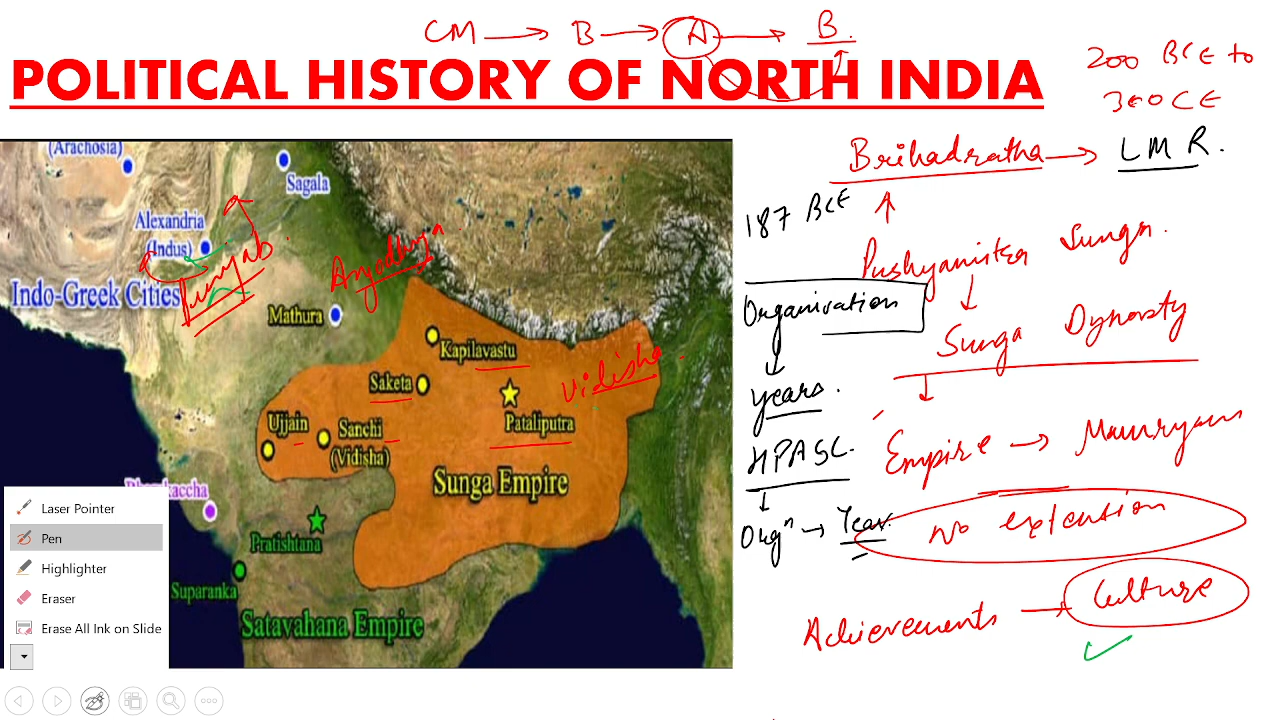 CM → B → A → B.
POLITICAL HISTORY OF NORTH INDIA
200 BCE to
300 CE
(Arachosia)
Sagala
Alexandria
(Indus)
Indo-Greek Cities
Punjab.
Ayodhya
Mathura
Kapilavastu
Saketa
Vidisha.
Pataliputra
Ujjain
Sanchi
(Vidisha)
Sunga Empire
Pratishtana
Suparanka
Satavahana Empire
Brihadratha → LMR.
187 BCE
Pushyamitra Sunga.
Organisation
Sunga Dynasty
years.
Empire → Mauryans
HPASC.
No extention
Orgn → Year.
Achievements → Culture
Laser Pointer
Pen
Highlighter
Eraser
Erase All Ink on Slide